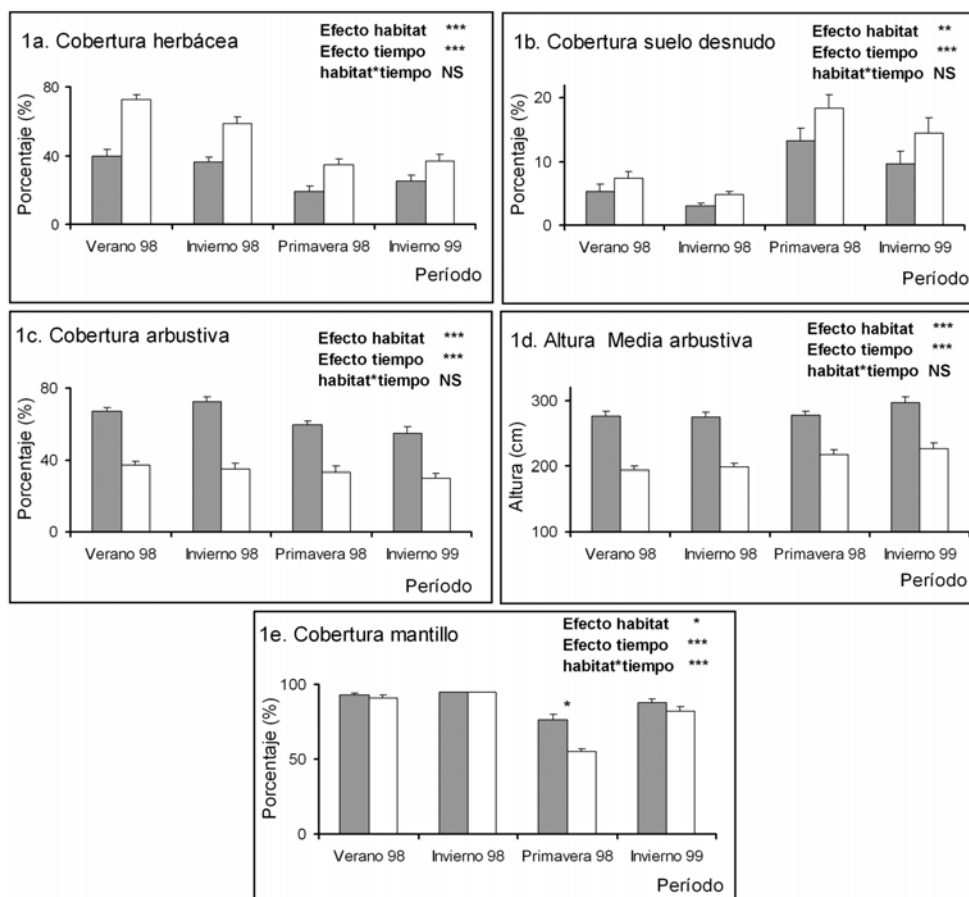 1a. Cobertura herbácea
Efecto habitat ***
Efecto tiempo ***
habitat*tiempo NS
Porcentaje (%)
80
40
0
Verano 98 Invierno 98 Primavera 98 Invierno 99
Período
1b. Cobertura suelo desnudo
Efecto habitat **
Efecto tiempo ***
habitat*tiempo NS
Porcentaje (%)
20
10
0
Verano 98 Invierno 98 Primavera 98 Invierno 99
Período
1c. Cobertura arbustiva
Efecto habitat ***
Efecto tiempo ***
habitat*tiempo NS
Porcentaje (%)
80
40
0
Verano 98 Invierno 98 Primavera 98 Invierno 99
Período
1d. Altura Media arbustiva
Efecto habitat ***
Efecto tiempo ***
habitat*tiempo NS
Altura (cm)
300
200
100
Verano 98 Invierno 98 Primavera 98 Invierno 99
Período
1e. Cobertura mantillo
Efecto habitat *
Efecto tiempo ***
habitat*tiempo ***
Porcentaje (%)
100
50
0
*
Verano 98 Invierno 98 Primavera 98 Invierno 99
Período